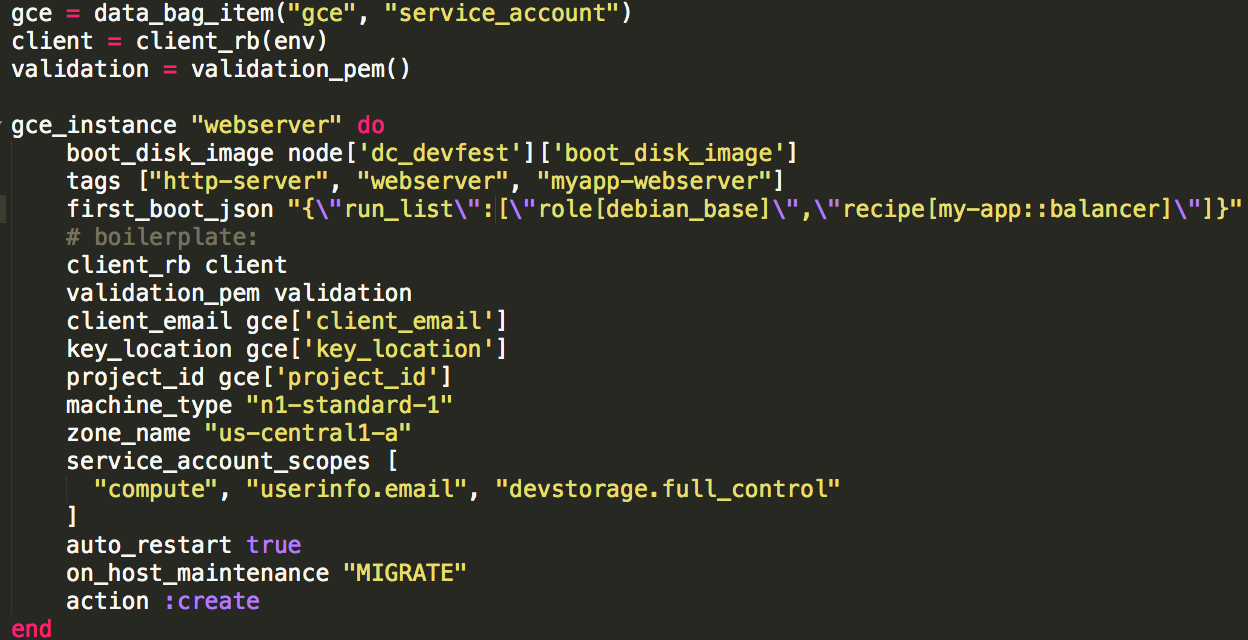 gce = data_bag_item("gce", "service_account")
client = client_rb(env)
validation = validation_pem()

gce_instance "webserver" do
    boot_disk_image node['dc_devfest']['boot_disk_image']
    tags ["http-server", "webserver", "myapp-webserver"]
    first_boot_json "{\"run_list\":[\"role[debian_base]\",\"recipe[my-app::balancer]\"]}"
    # boilerplate:
    client_rb client
    validation_pem validation
    client_email gce['client_email']
    key_location gce['key_location']
    project_id gce['project_id']
    machine_type "n1-standard-1"
    zone_name "us-central1-a"
    service_account_scopes [
      "compute", "userinfo.email", "devstorage.full_control"
    ]
    auto_restart true
    on_host_maintenance "MIGRATE"
    action :create
end